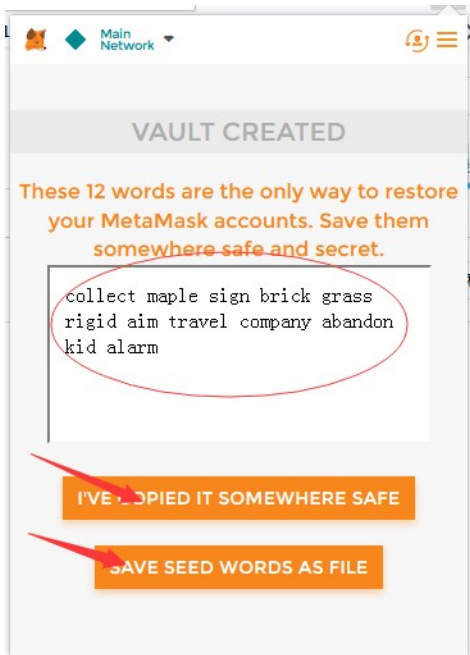 Main
Network
VAULT CREATED
These 12 words are the only way to restore
your MetaMask accounts. Save them
somewhere safe and secret.
collect maple sign brick grass
rigid aim travel company abandon
kid alarm
I'VE COPIED IT SOMEWHERE SAFE
SAVE SEED WORDS AS FILE